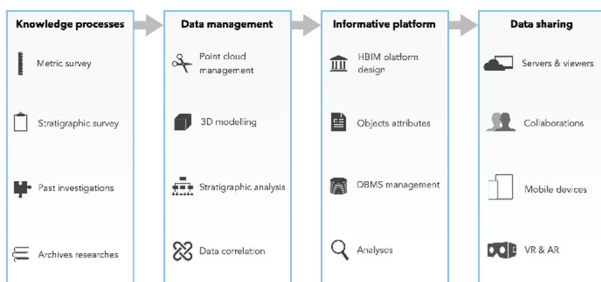 Knowledge processes
Metric survey
Stratigraphic survey
Past investigations
Archives researches
Data management
Point cloud
management
3D modelling
Stratigraphic analysis
Data correlation
Informative platform
HBIM platform
design
Objects attributes
DBMS management
Analyses
Data sharing
Servers & viewers
Collaborations
Mobile devices
VR & AR